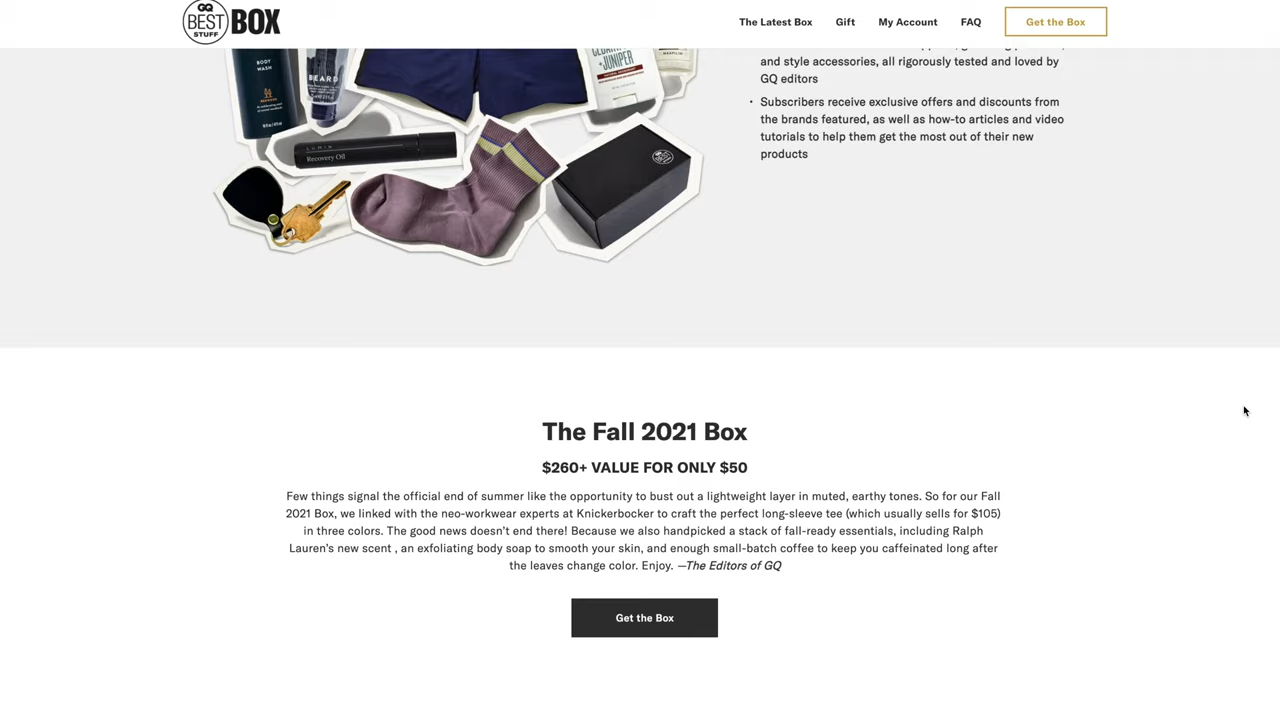 GQ
BEST
STUFF
BOX
The Latest Box
Gift
My Account
FAQ
Get the Box
BODY
WASH
BEARD
CEDAR
+ JUNIPER
LUMIN
Recovery Oil
and style accessories, all rigorously tested and loved by
GQ editors
• Subscribers receive exclusive offers and discounts from
the brands featured, as well as how-to articles and video
tutorials to help them get the most out of their new
products
The Fall 2021 Box
$260+ VALUE FOR ONLY $50
Few things signal the official end of summer like the opportunity to bust out a lightweight layer in muted, earthy tones. So for our Fall
2021 Box, we linked with the neo-workwear experts at Knickerbocker to craft the perfect long-sleeve tee (which usually sells for $105)
in three colors. The good news doesn’t end there! Because we also handpicked a stack of fall-ready essentials, including Ralph
Lauren’s new scent , an exfoliating body soap to smooth your skin, and enough small-batch coffee to keep you caffeinated long after
the leaves change color. Enjoy. —The Editors of GQ
Get the Box